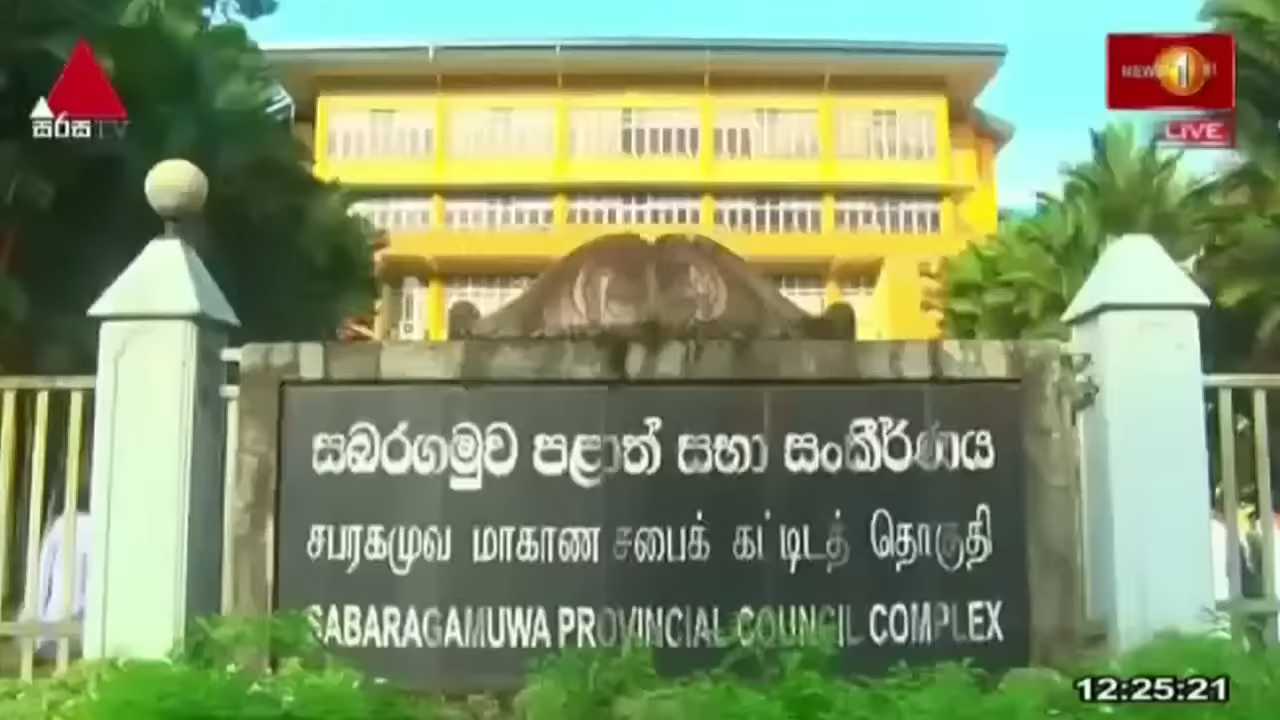 සිරස TV
NEWS 1ST
LIVE
සබරගමුව පළාත් සභා සංකීර්ණය
சபரகமுவ மாகாண சபைக் கட்டிடத் தொகுதி
SABARAGAMUWA PROVINCIAL COUNCIL COMPLEX
12:25:21